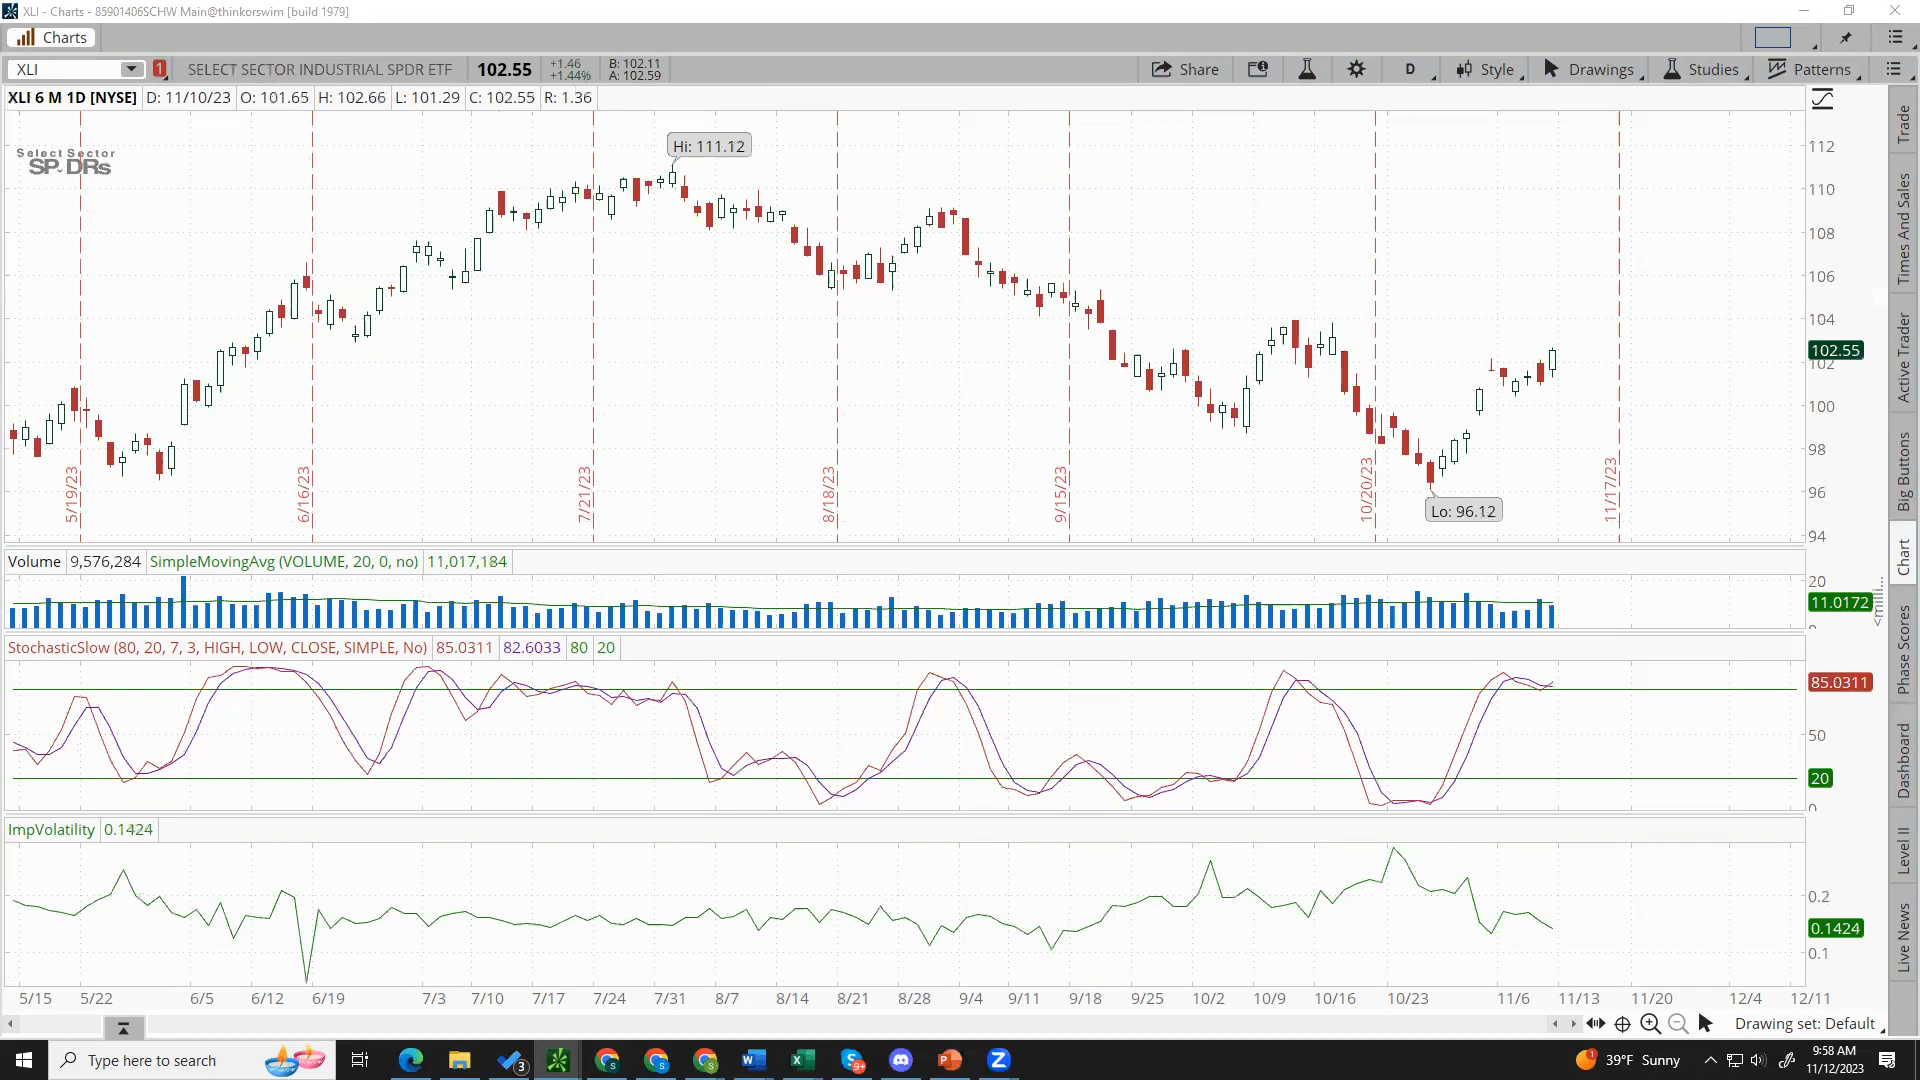 XLI - Charts - 85901406SCHW Main@thinkorswim [build 1979]
Charts
XLI 1 SELECT SECTOR INDUSTRIAL SPDR ETF 102.55 +1.46 +1.44% B: 102.11 A: 102.59 Share D Style Drawings Studies Patterns
XLI 6 M 1D [NYSE] D: 11/10/23 O: 101.65 H: 102.66 L: 101.29 C: 102.55 R: 1.36
Select Sector
SPDRs
Hi: 111.12
Lo: 96.12
112
110
108
106
104
102.55
102
100
98
96
94
5/19/23
6/16/23
7/21/23
8/18/23
9/15/23
10/20/23
11/17/23
Volume 9,576,284 SimpleMovingAvg (VOLUME, 20, 0, no) 11,017,184
20
11.0172
StochasticSlow (80, 20, 7, 3, HIGH, LOW, CLOSE, SIMPLE, No) 85.0311 82.6033 80 20
85.0311
50
20
0
ImpVolatility 0.1424
0.2
0.1424
0.1
5/15 5/22 6/5 6/12 6/19 7/3 7/10 7/17 7/24 7/31 8/7 8/14 8/21 8/28 9/4 9/11 9/18 9/25 10/2 10/9 10/16 10/23 11/6 11/13 11/20 12/4 12/11
Drawing set: Default
Trade
Times And Sales
Active Trader
Big Buttons
Chart
Phase Scores
Dashboard
Level II
Live News
Type here to search
3
9+
39°F Sunny
9:58 AM
11/12/2023